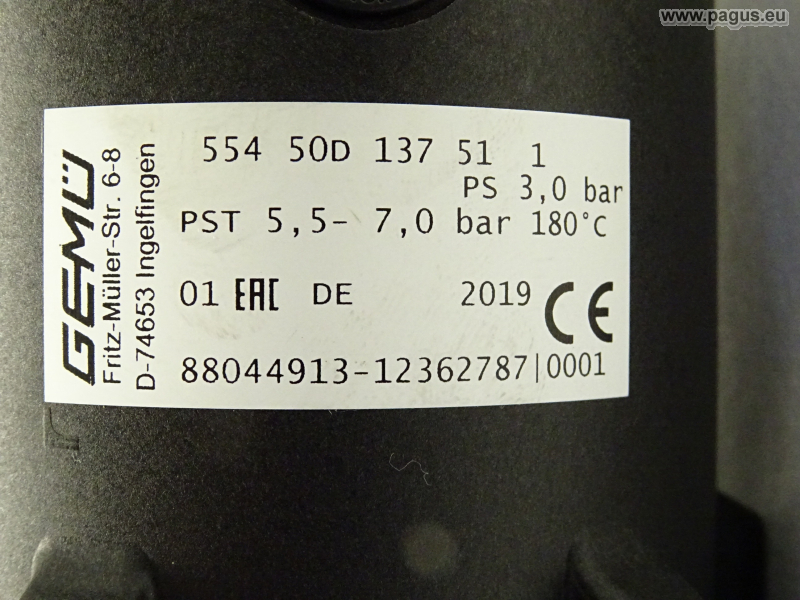 www.pagus.eu
GEMÜ
Fritz-Müller-Str. 6-8
D-74653 Ingelfingen
554 50D 137 51 1
PS 3,0 bar
PST 5,5- 7,0 bar 180°C
01 EAC DE 2019 CE
88044913-12362787|0001